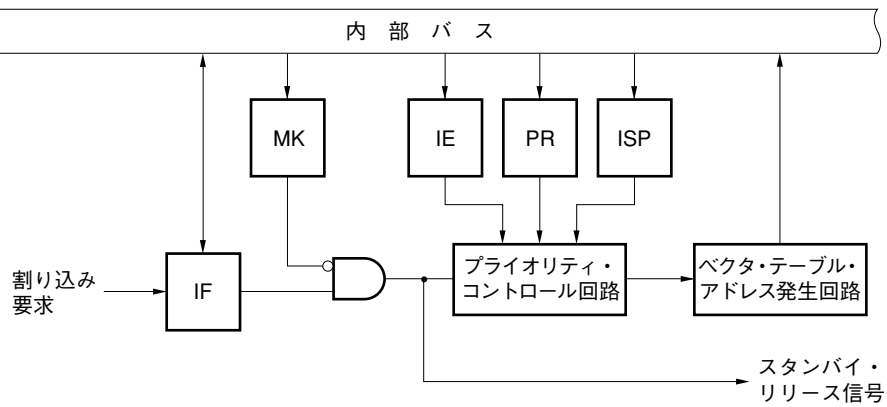 内部バス
MK
IE
PR
ISP
割り込み
要求
IF
プライオリティ・
コントロール回路
ベクタ・テーブル・
アドレス発生回路
スタンバイ・
リリース信号